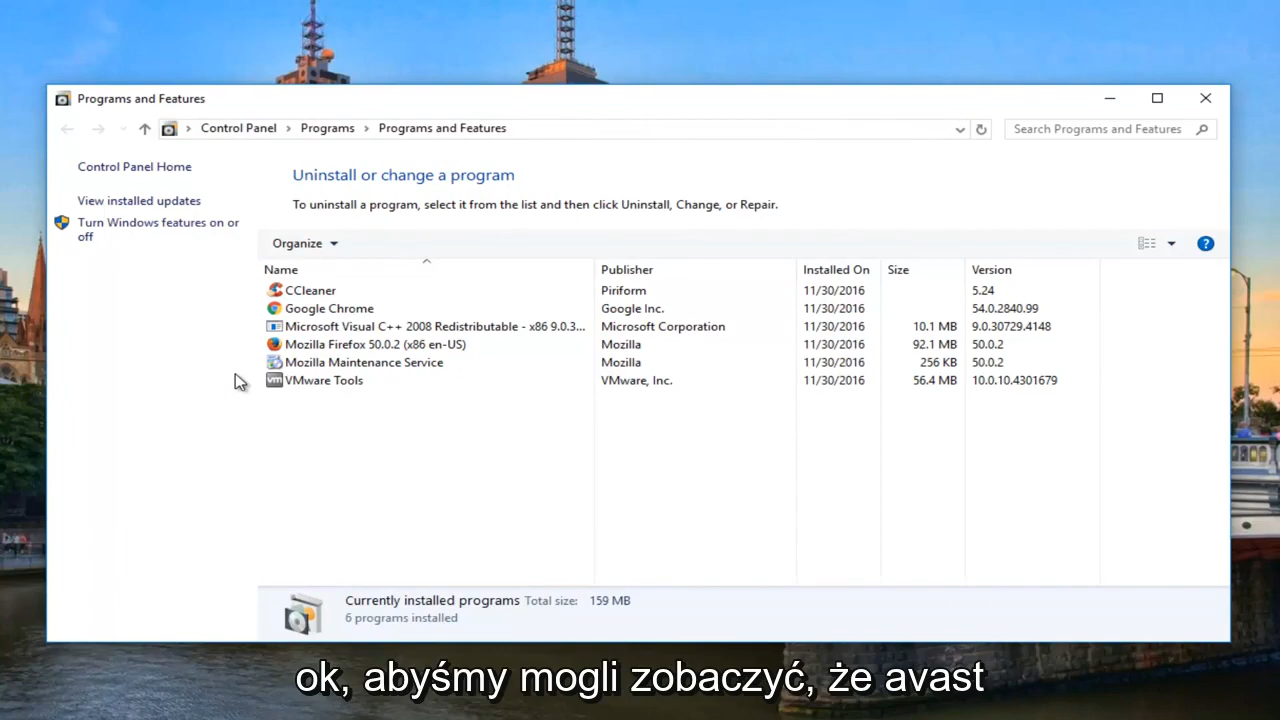 Programs and Features
Control Panel > Programs > Programs and Features
Search Programs and Features
Control Panel Home
View installed updates
Turn Windows features on or
off
Uninstall or change a program
To uninstall a program, select it from the list and then click Uninstall, Change, or Repair.
Organize
Name Publisher Installed On Size Version
CCleaner Piriform 11/30/2016 5.24
Google Chrome Google Inc. 11/30/2016 54.0.2840.99
Microsoft Visual C++ 2008 Redistributable - x86 9.0.3... Microsoft Corporation 11/30/2016 10.1 MB 9.0.30729.4148
Mozilla Firefox 50.0.2 (x86 en-US) Mozilla 11/30/2016 92.1 MB 50.0.2
Mozilla Maintenance Service Mozilla 11/30/2016 256 KB 50.0.2
vm VMware Tools VMware, Inc. 11/30/2016 56.4 MB 10.0.10.4301679
Currently installed programs Total size: 159 MB
6 programs installed
ok, abyśmy mogli zobaczyć, że avast